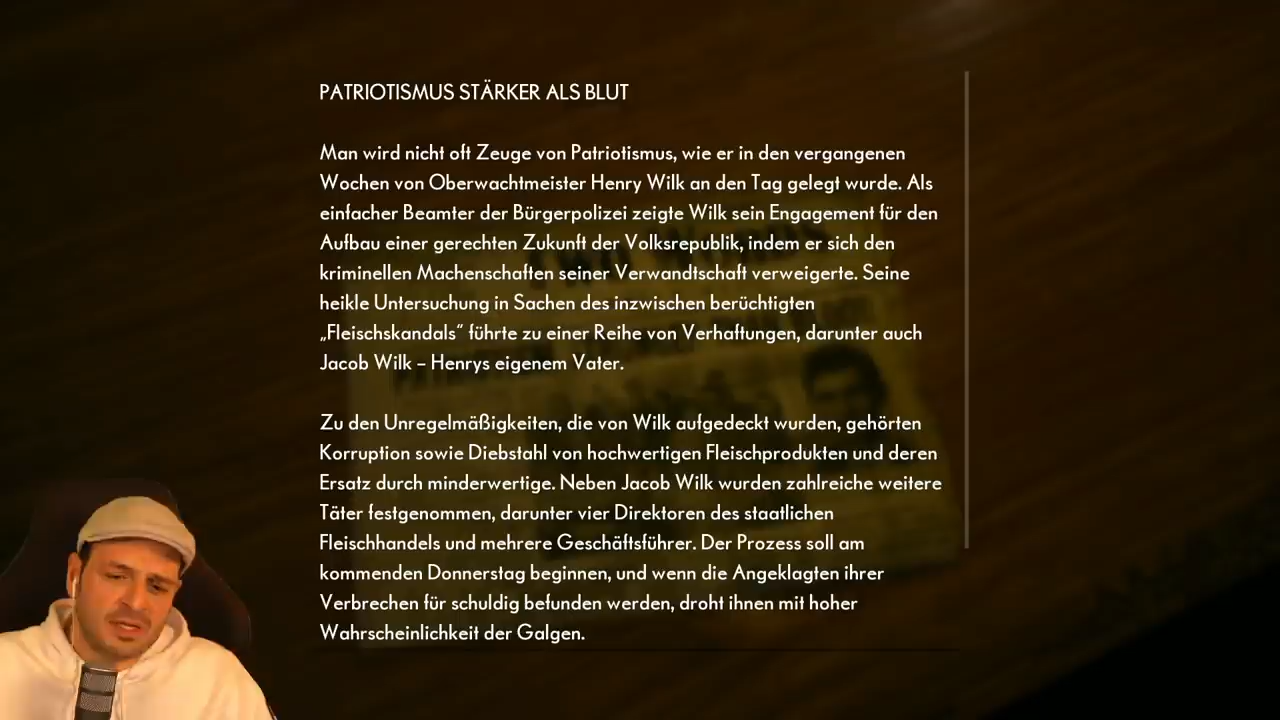 PATRIOTISMUS STÄRKER ALS BLUT
Man wird nicht oft Zeuge von Patriotismus, wie er in den vergangenen
Wochen von Oberwachtmeister Henry Wilk an den Tag gelegt wurde. Als
einfacher Beamter der Bürgerpolizei zeigte Wilk sein Engagement für den
Aufbau einer gerechten Zukunft der Volksrepublik, indem er sich den
kriminellen Machenschaften seiner Verwandtschaft verweigerte. Seine
heikle Untersuchung in Sachen des inzwischen berüchtigten
„Fleischskandals“ führte zu einer Reihe von Verhaftungen, darunter auch
Jacob Wilk – Henrys eigenem Vater.
Zu den Unregelmäßigkeiten, die von Wilk aufgedeckt wurden, gehörten
Korruption sowie Diebstahl von hochwertigen Fleischprodukten und deren
Ersatz durch minderwertige. Neben Jacob Wilk wurden zahlreiche weitere
Täter festgenommen, darunter vier Direktoren des staatlichen
Fleischhandels und mehrere Geschäftsführer. Der Prozess soll am
kommenden Donnerstag beginnen, und wenn die Angeklagten ihrer
Verbrechen für schuldig befunden werden, droht ihnen mit hoher
Wahrscheinlichkeit der Galgen.